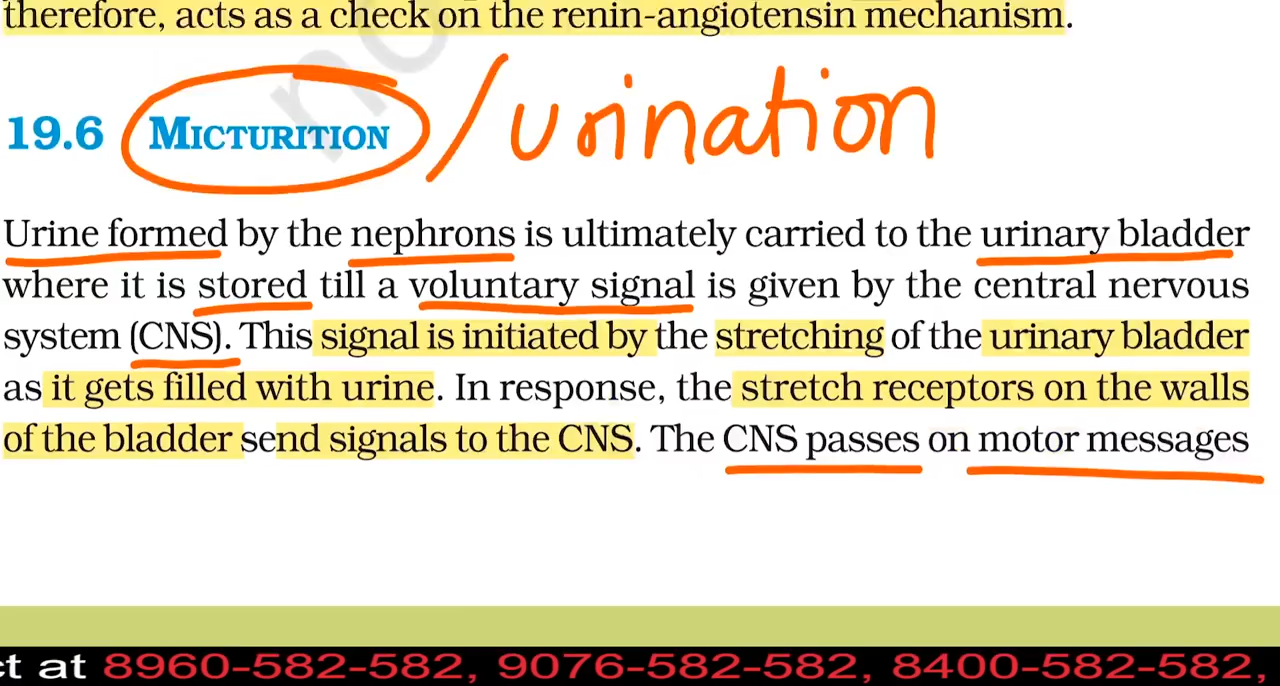 therefore, acts as a check on the renin-angiotensin mechanism.
19.6 MICTURITION / urination
Urine formed by the nephrons is ultimately carried to the urinary bladder
where it is stored till a voluntary signal is given by the central nervous
system (CNS). This signal is initiated by the stretching of the urinary bladder
as it gets filled with urine. In response, the stretch receptors on the walls
of the bladder send signals to the CNS. The CNS passes on motor messages
ct at 8960-582-582, 9076-582-582, 8400-582-582,